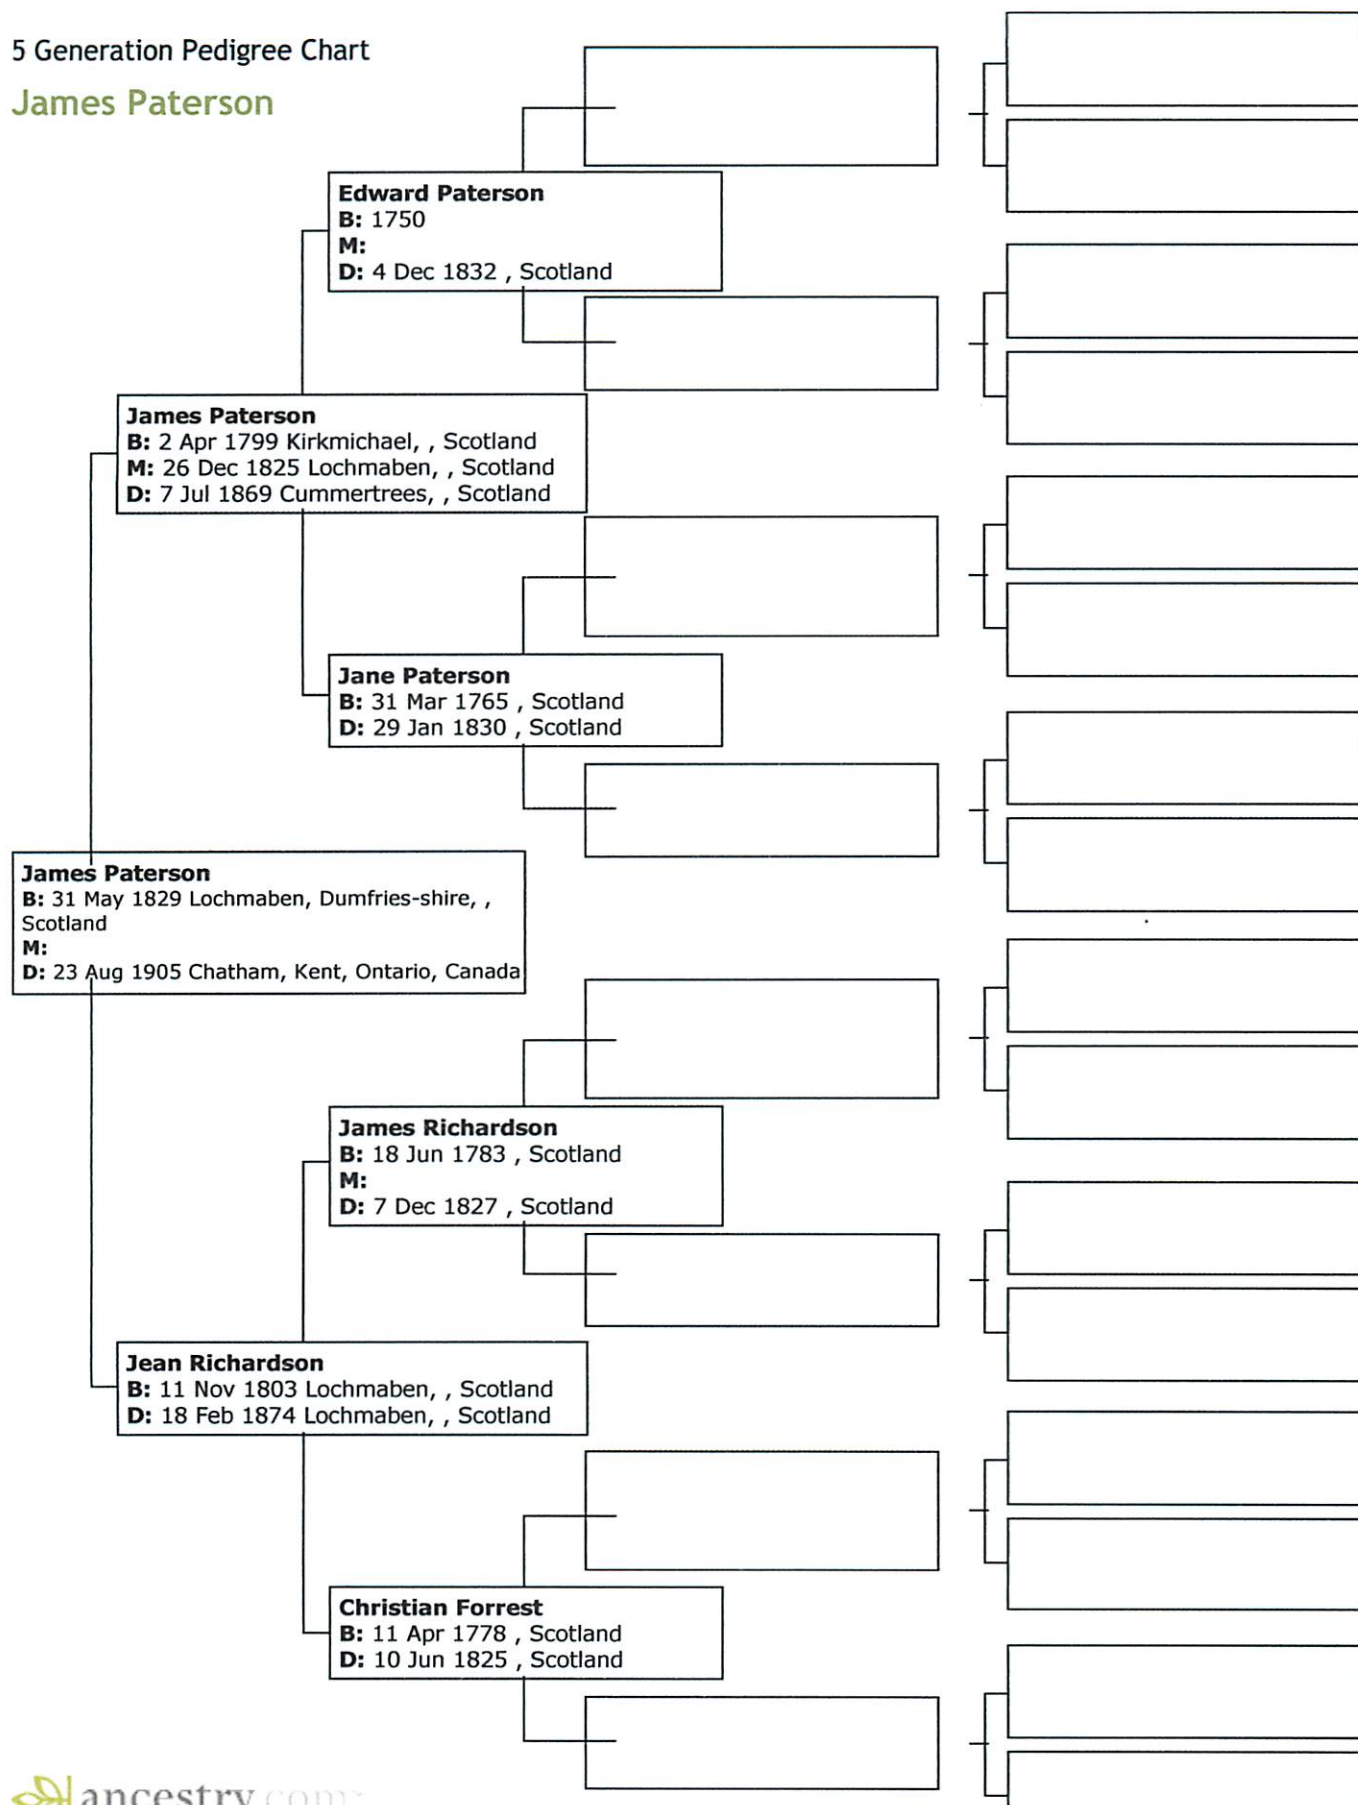 5 Generation Pedigree Chart
James Paterson
Edward Paterson
B: 1750
M:
D: 4 Dec 1832 , Scotland
James Paterson
B: 2 Apr 1799 Kirkmichael, , Scotland
M: 26 Dec 1825 Lochmaben, , Scotland
D: 7 Jul 1869 Cummertrees, , Scotland
Jane Paterson
B: 31 Mar 1765 , Scotland
D: 29 Jan 1830 , Scotland
James Paterson
B: 31 May 1829 Lochmaben, Dumfries-shire, ,
Scotland
M:
D: 23 Aug 1905 Chatham, Kent, Ontario, Canada
James Richardson
B: 18 Jun 1783 , Scotland
M:
D: 7 Dec 1827 , Scotland
Jean Richardson
B: 11 Nov 1803 Lochmaben, , Scotland
D: 18 Feb 1874 Lochmaben, , Scotland
Christian Forrest
B: 11 Apr 1778 , Scotland
D: 10 Jun 1825 , Scotland
ancestry.com